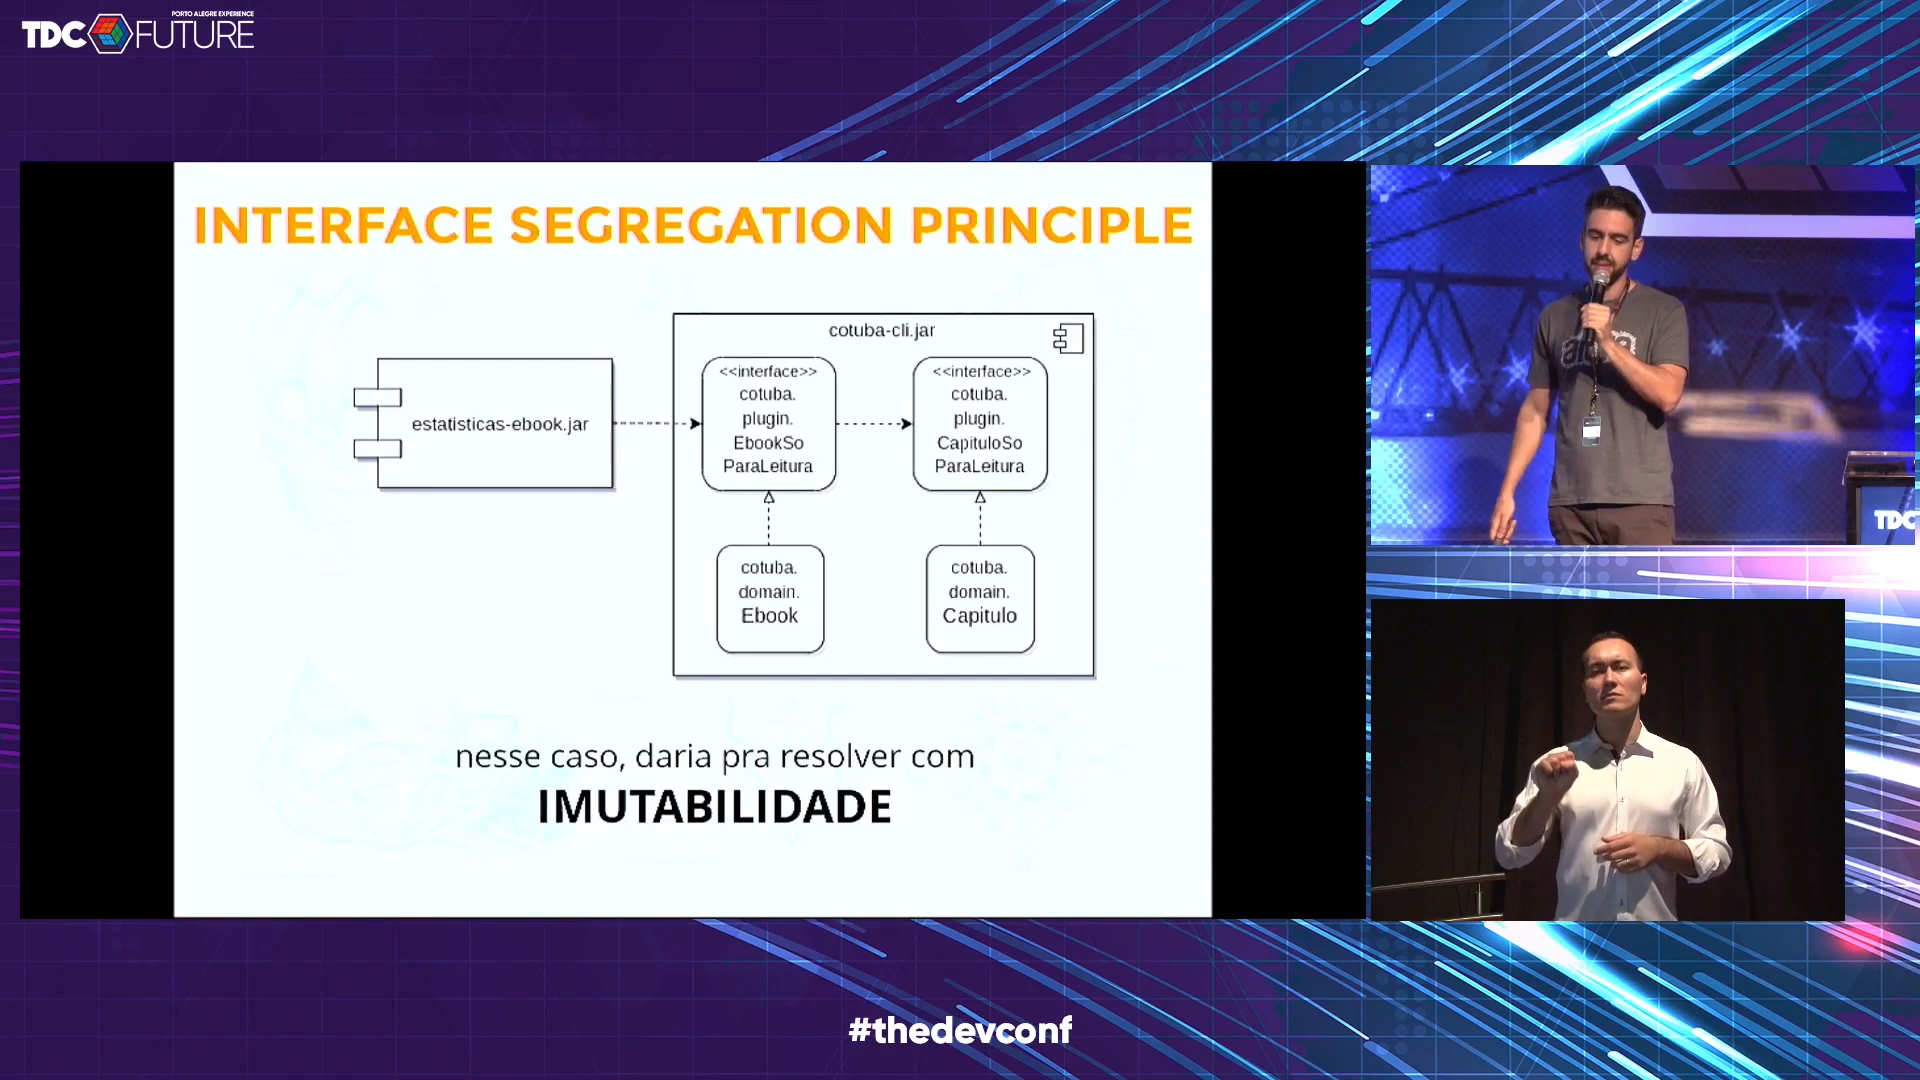 PORTO ALEGRE EXPERIENCE
TDC FUTURE
INTERFACE SEGREGATION PRINCIPLE
cotuba-cli.jar
estatisticas-ebook.jar
<<interface>>
cotuba.
plugin.
EbookSo
ParaLeitura
<<interface>>
cotuba.
plugin.
CapituloSo
ParaLeitura
cotuba.
domain.
Ebook
cotuba.
domain.
Capitulo
nesse caso, daria pra resolver com
IMUTABILIDADE
TDC
#thedevconf